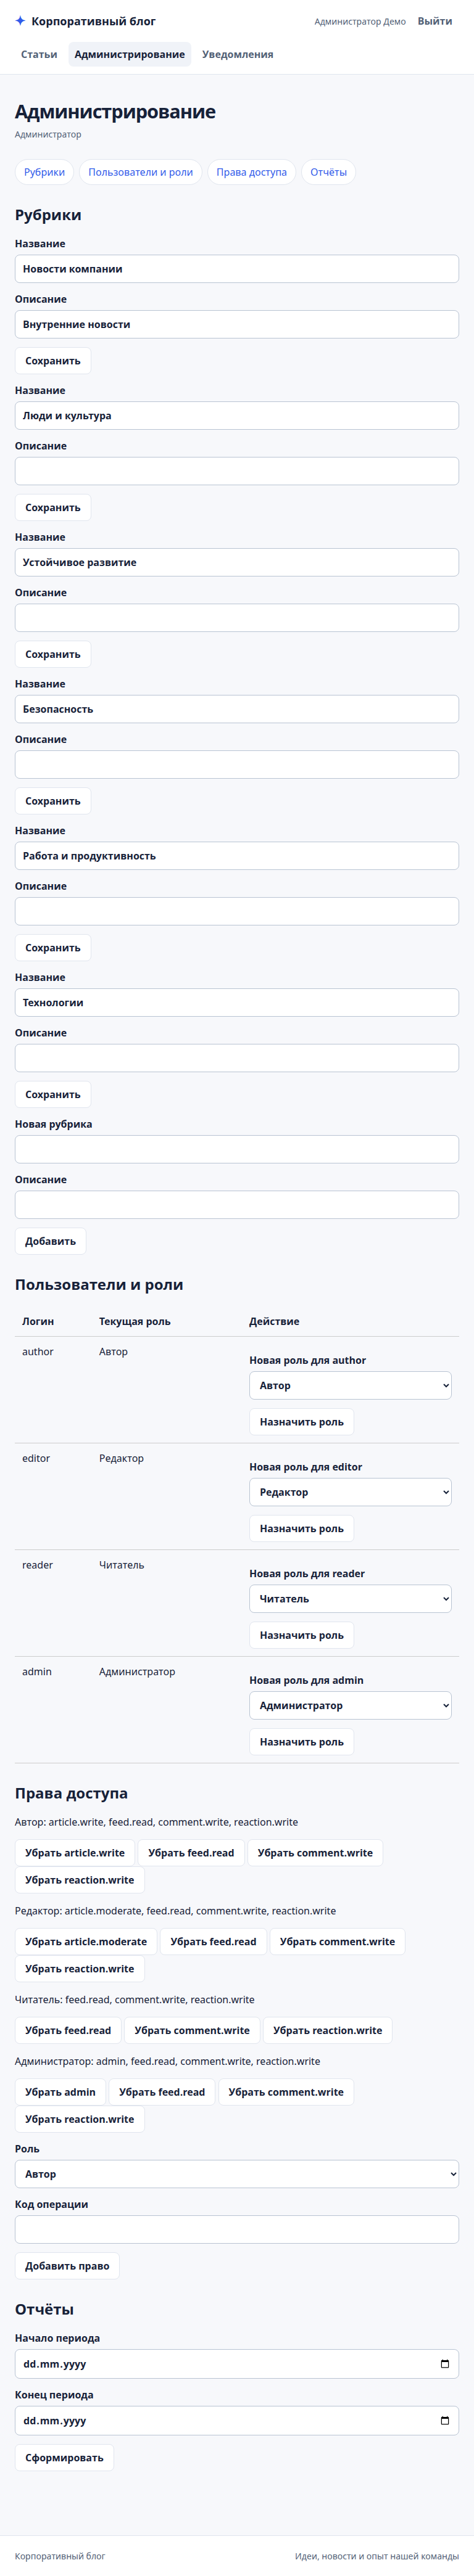 ✦ Корпоративный блог
Администратор Демо
Выйти
Статьи
Администрирование
Уведомления
Администрирование
Администратор
Рубрики
Пользователи и роли
Права доступа
Отчёты
Рубрики
Название
Новости компании
Описание
Внутренние новости
Сохранить
Название
Люди и культура
Описание
Сохранить
Название
Устойчивое развитие
Описание
Сохранить
Название
Безопасность
Описание
Сохранить
Название
Работа и продуктивность
Описание
Сохранить
Название
Технологии
Описание
Сохранить
Новая рубрика
Описание
Добавить
Пользователи и роли
Логин Текущая роль Действие
author Автор
Новая роль для author
Автор
Назначить роль
editor Редактор
Новая роль для editor
Редактор
Назначить роль
reader Читатель
Новая роль для reader
Читатель
Назначить роль
admin Администратор
Новая роль для admin
Администратор
Назначить роль
Права доступа
Автор: article.write, feed.read, comment.write, reaction.write
Убрать article.write Убрать feed.read Убрать comment.write
Убрать reaction.write
Редактор: article.moderate, feed.read, comment.write, reaction.write
Убрать article.moderate Убрать feed.read Убрать comment.write
Убрать reaction.write
Читатель: feed.read, comment.write, reaction.write
Убрать feed.read Убрать comment.write Убрать reaction.write
Администратор: admin, feed.read, comment.write, reaction.write
Убрать admin Убрать feed.read Убрать comment.write
Убрать reaction.write
Роль
Автор
Код операции
Добавить право
Отчёты
Начало периода
dd.mm.yyyy
Конец периода
dd.mm.yyyy
Сформировать
Корпоративный блог
Идеи, новости и опыт нашей команды